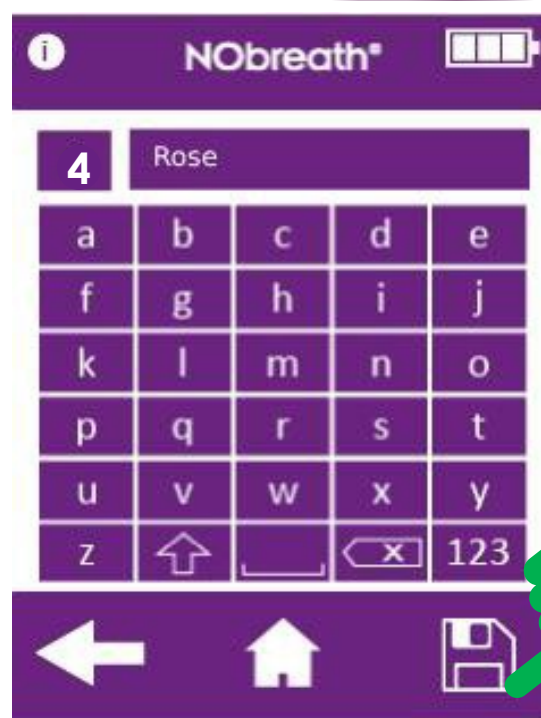 i NObreath®
4 Rose
a b c d e
f g h i j
k l m n o
p q r s t
u v w x y
z 123